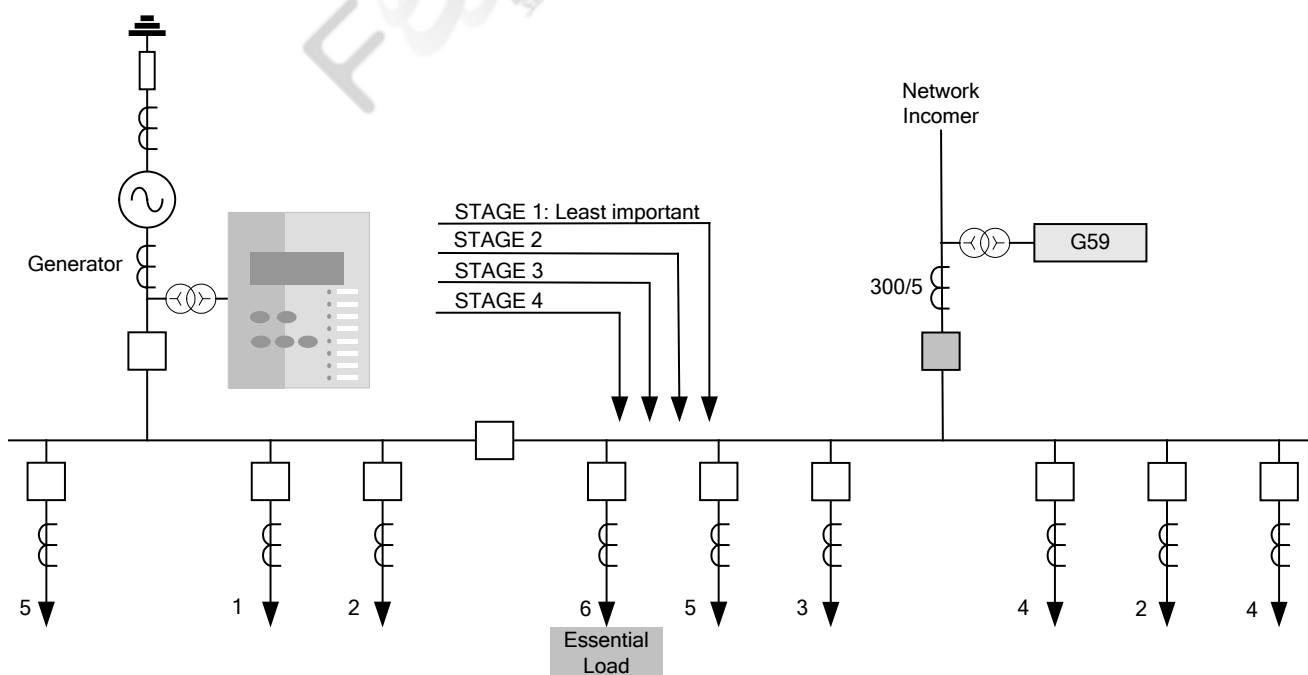 Network
Incomer
STAGE 1: Least important
STAGE 2
G59
Generator
STAGE 3
300/5
STAGE 4
5
1
2
6
5
3
4
2
4
Essential
Load